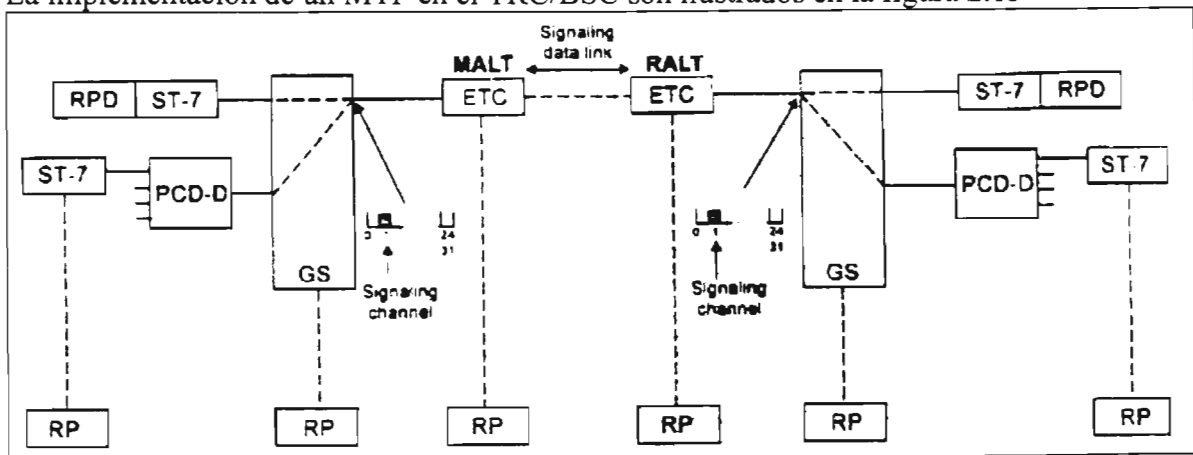 La implementación de un MTP en el TRC/BSC son ilustrados en la figura
Signaling
data link
MALT
RALT
RPD
ST-7
ETC
ETC
ST-7
RPD
ST-7
PCD-D
PCD-D
ST-7
0 1 24
31
0 1 24
31
GS
GS
Signaling
channel
Signaling
channel
RP
RP
RP
RP
RP
RP